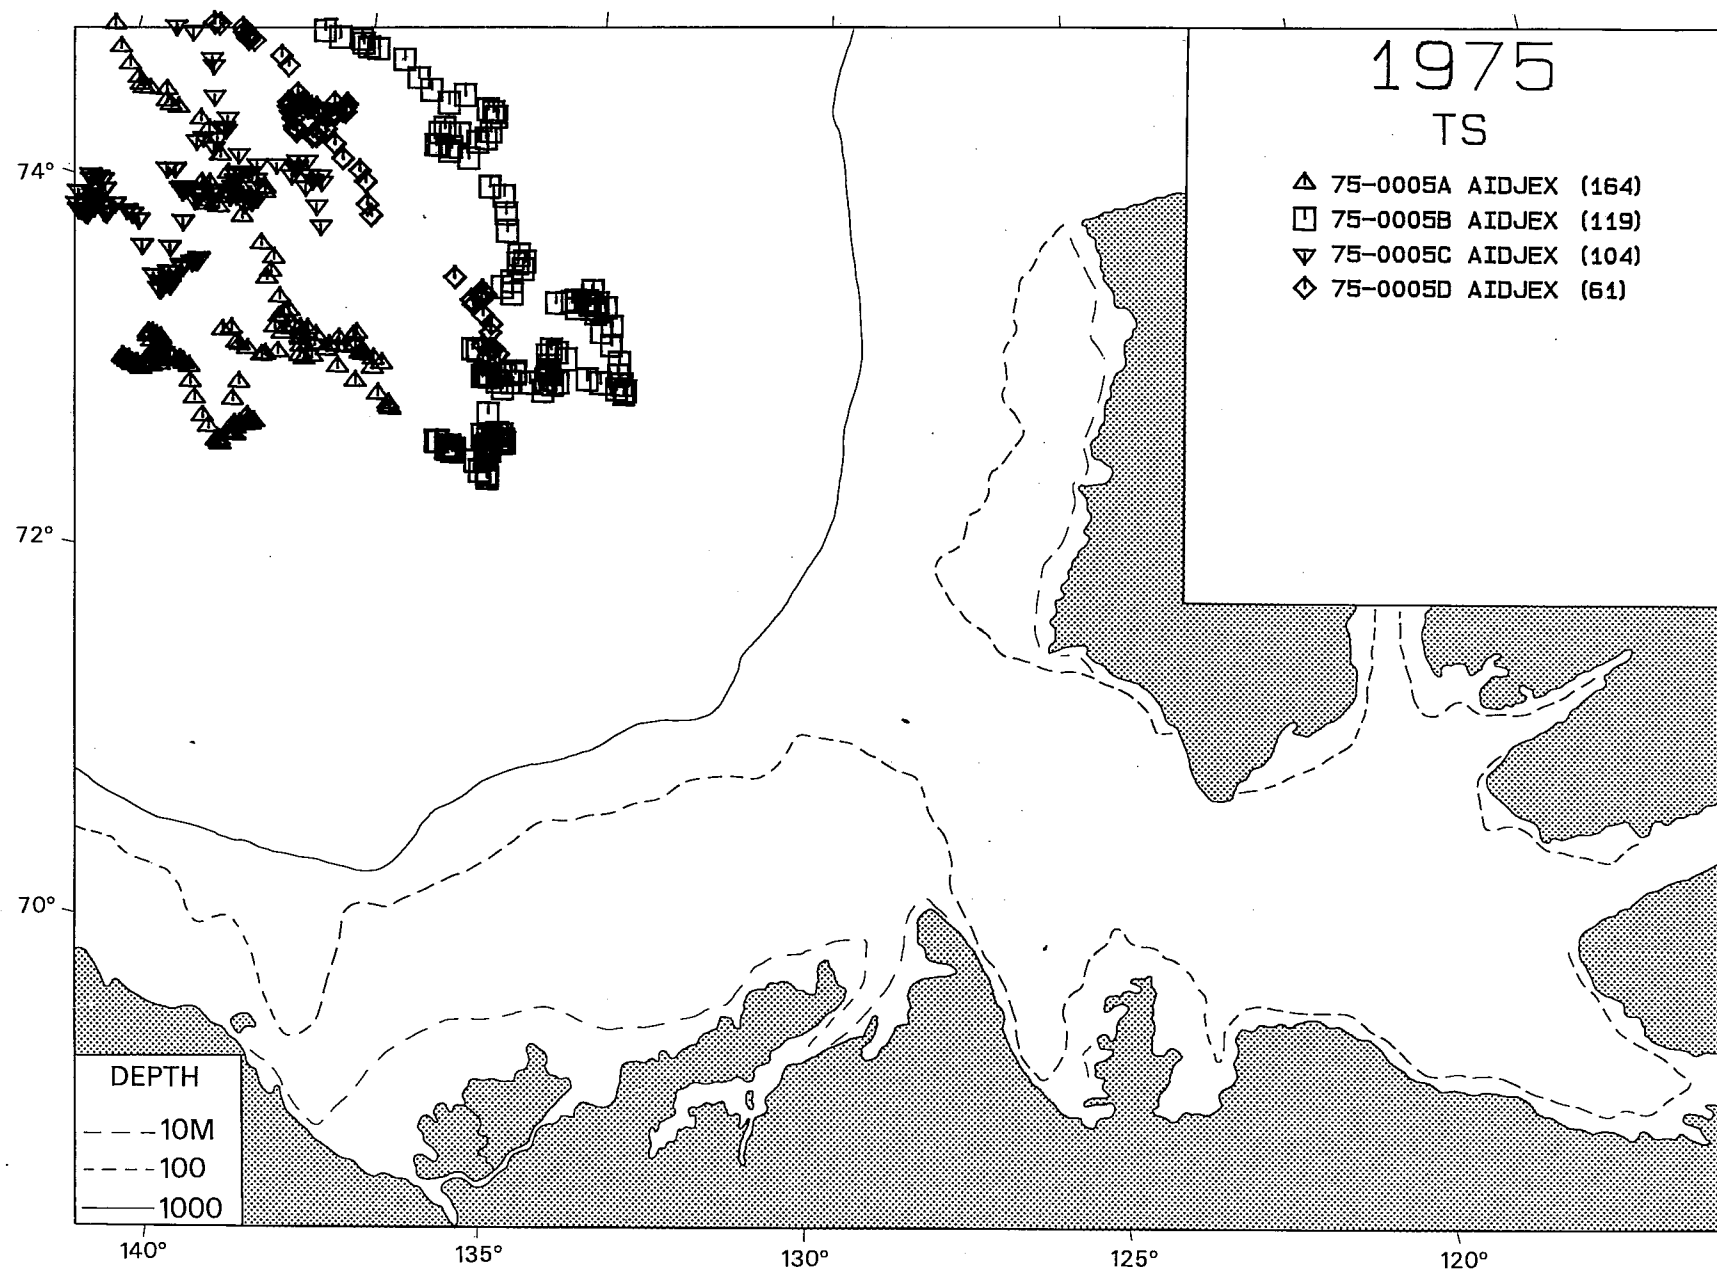 1975
TS
75-0005A AIDJEX (164)
75-0005B AIDJEX (119)
75-0005C AIDJEX (104)
75-0005D AIDJEX (61)
74°
72°
70°
DEPTH
10M
100
1000
140°
135°
130°
125°
120°